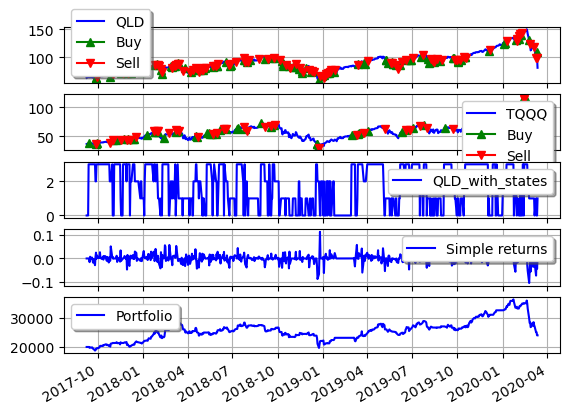 QLD
Buy
Sell
150
100
TQQQ
Buy
Sell
100
50
QLD_with_states
2
0
Simple returns
0.1
0.0
−0.1
Portfolio
30000
20000
2017-10
2018-01
2018-04
2018-07
2018-10
2019-01
2019-04
2019-07
2019-10
2020-01
2020-04